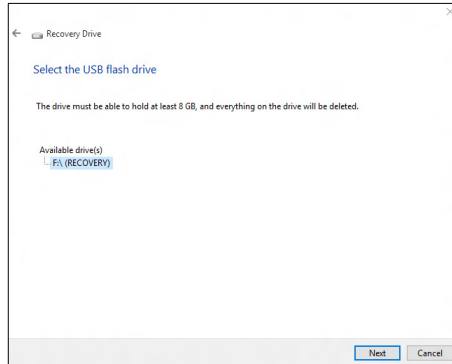 Recovery Drive
Select the USB flash drive
The drive must be able to hold at least 8 GB, and everything on the drive will be deleted.
Available drive(s)
F:\ (RECOVERY)
Next Cancel